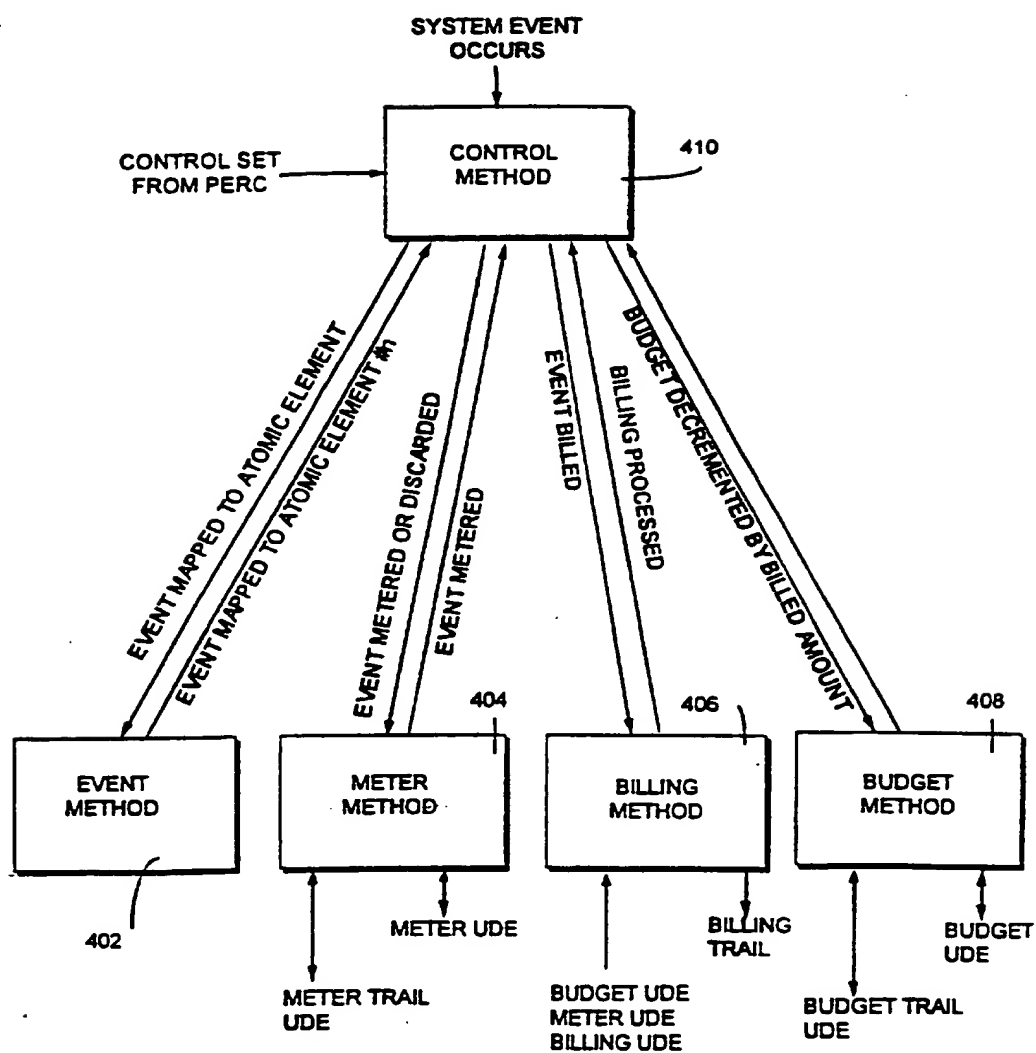 SYSTEM EVENT
OCCURS
CONTROL SET
FROM PERC
CONTROL
METHOD
410
EVENT MAPPED TO ATOMIC ELEMENT
EVENT MAPPED TO ATOMIC ELEMENT #n
EVENT METERED OR DISCARDED
EVENT METERED
EVENT BILLED
BILLING PROCESSED
BUDGET DECREMENTED BY BILLED AMOUNT
404
406
408
EVENT
METHOD
METER
METHOD
BILLING
METHOD
BUDGET
METHOD
402
METER UDE
BILLING
TRAIL
BUDGET
UDE
METER TRAIL
UDE
BUDGET UDE
METER UDE
BILLING UDE
BUDGET TRAIL
UDE